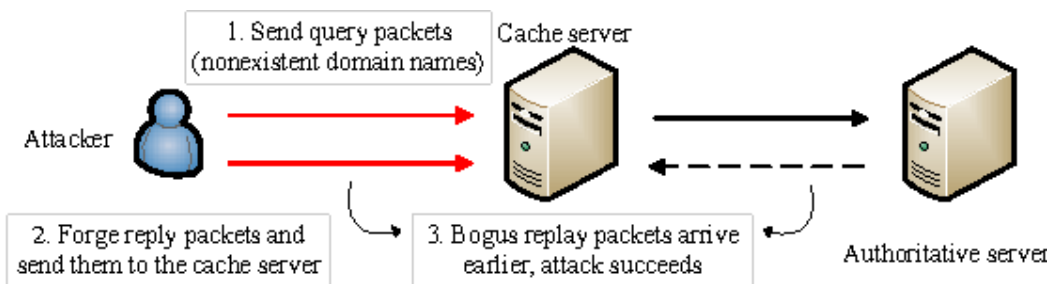 1. Send query packets
(nonexistent domain names)
Cache server
Attacker
2. Forge reply packets and
send them to the cache server
3. Bogus replay packets arrive
earlier, attack succeeds
Authoritative server